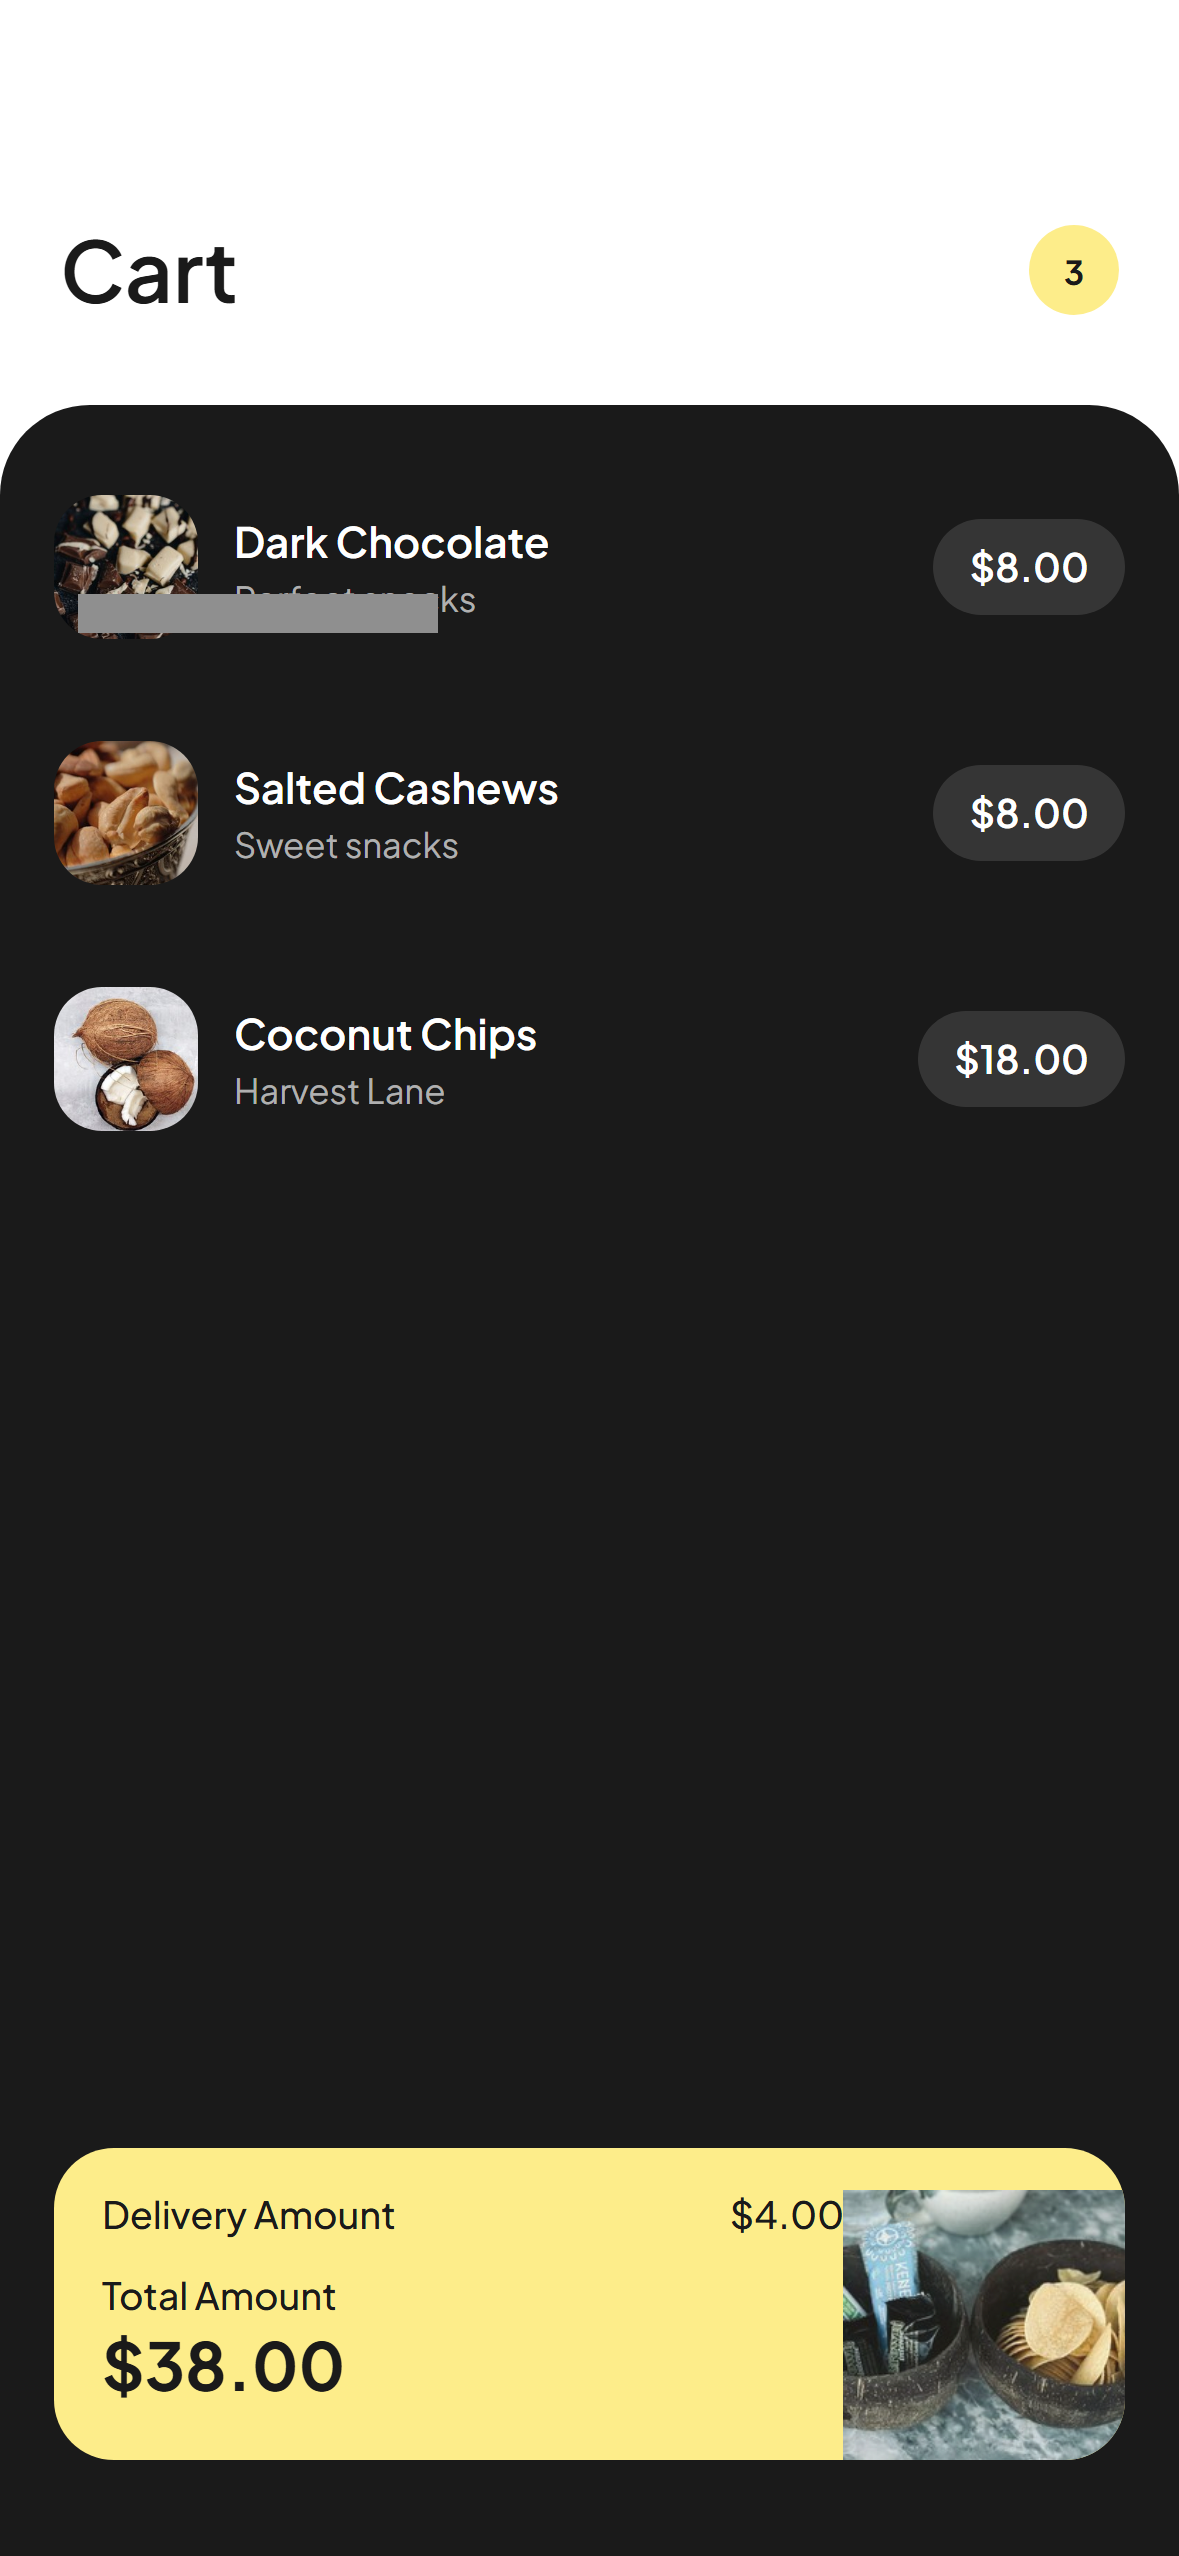 Cart
3
Dark Chocolate
$8.00
Salted Cashews
Sweet snacks
$8.00
Coconut Chips
Harvest Lane
$18.00
Delivery Amount
$4.00
Total Amount
$38.00